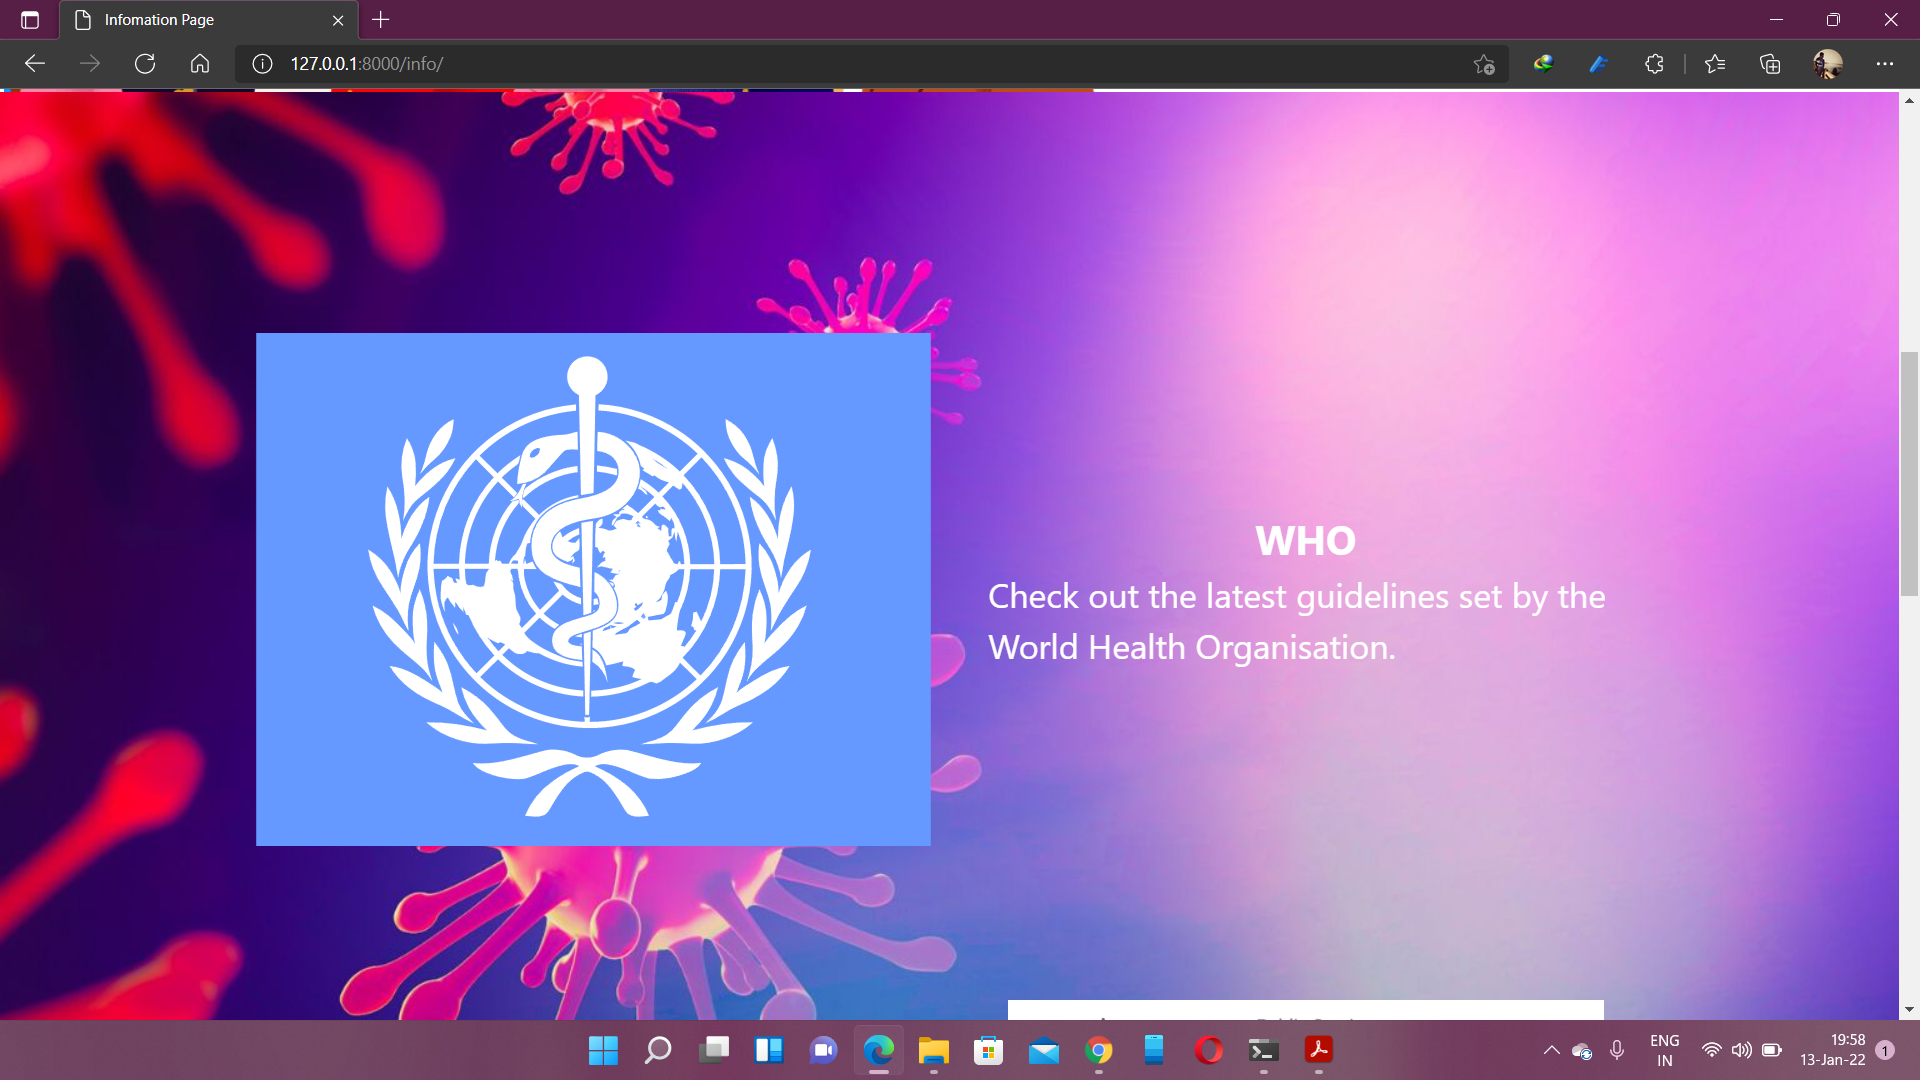 Infomation Page
127.0.0.1:8000/info/
WHO
Check out the latest guidelines set by the
World Health Organisation.
ENG
IN
19:58
13-Jan-22
1